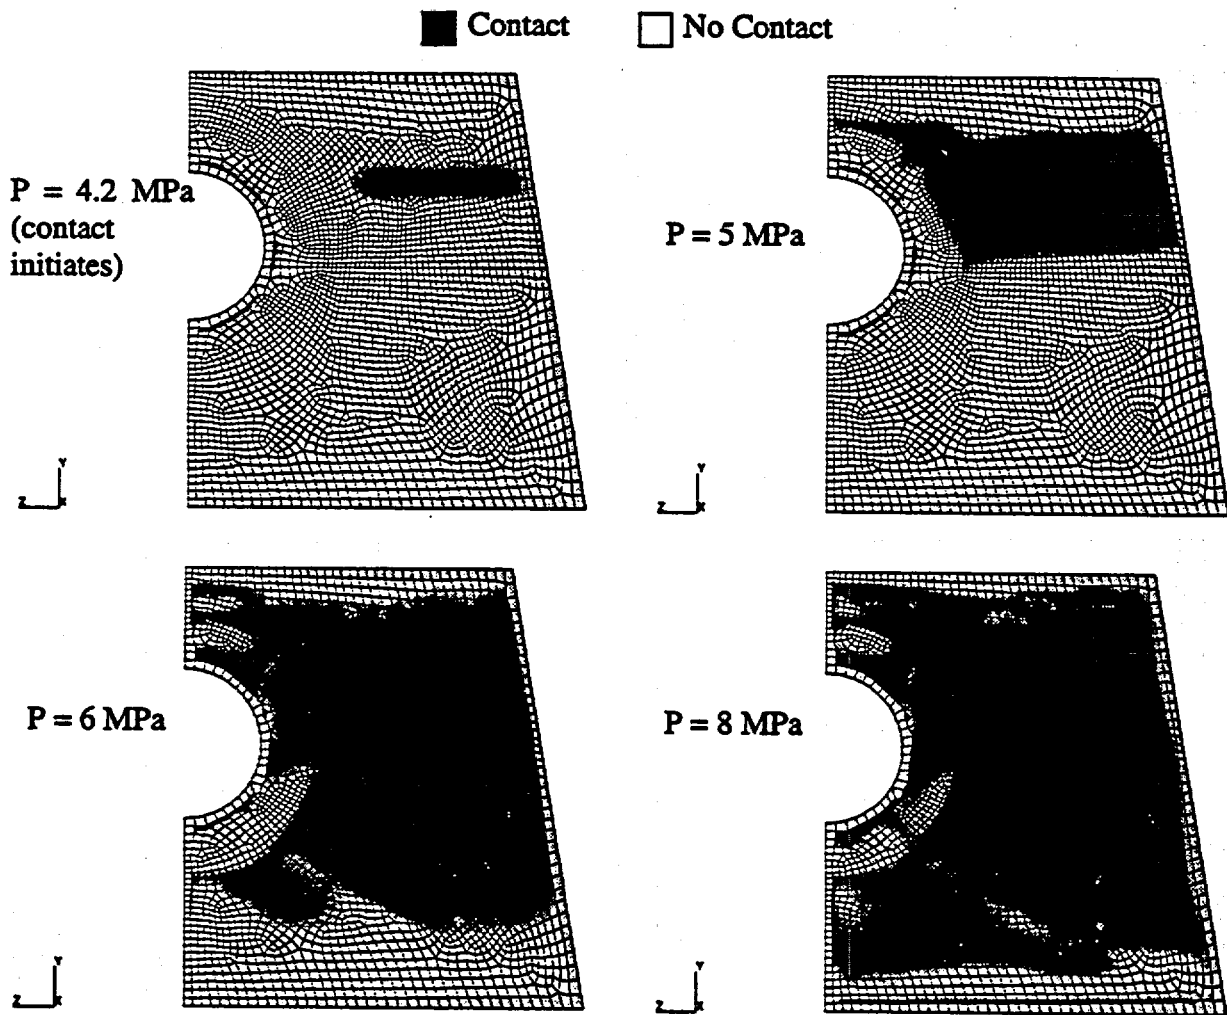 Contact
No Contact
P = 4.2 MPa
(contact
initiates)
P = 5 MPa
Y
Z X
Y
Z X
P = 6 MPa
P = 8 MPa
Y
Z X
Y
Z X